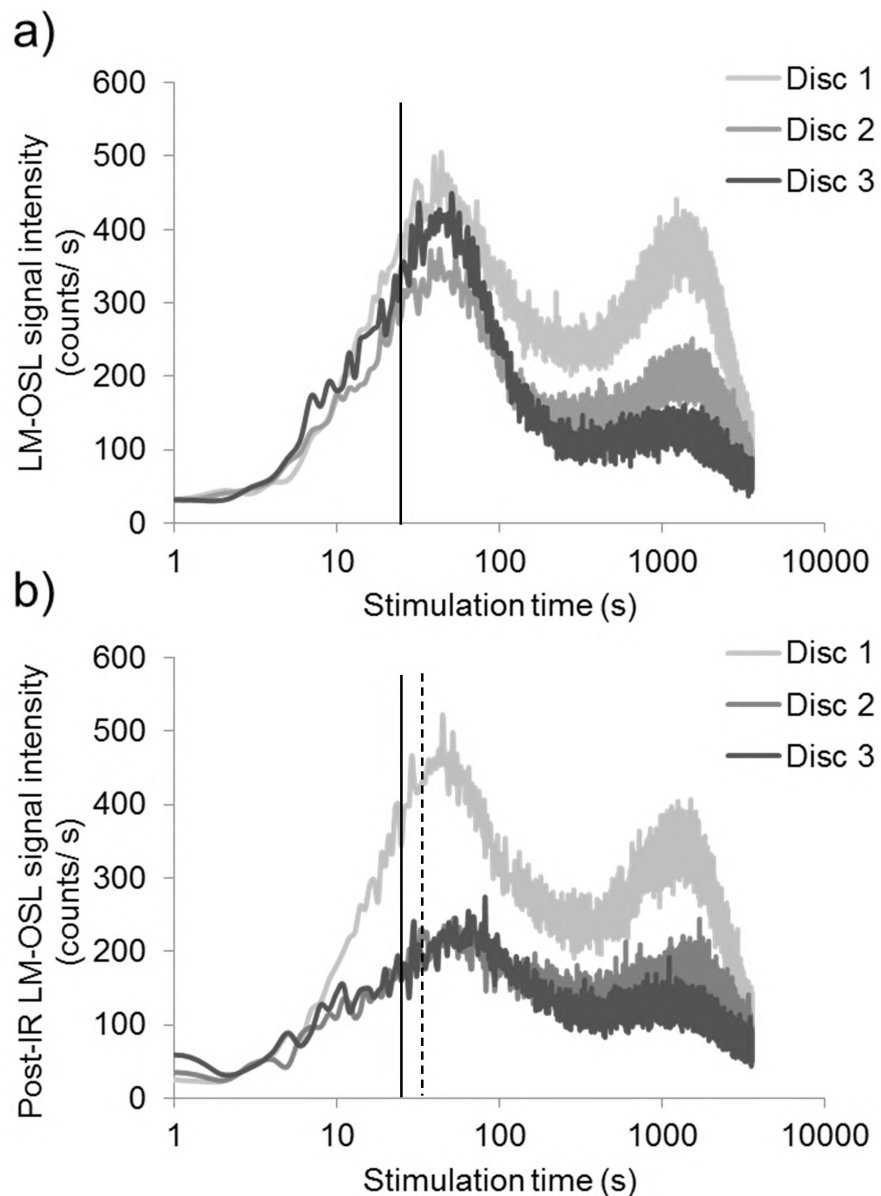 a)
LM-OSL signal intensity
(counts/ s)
600
500
400
300
200
100
0
1 10 100 1000 10000
Stimulation time (s)
Disc 1
Disc 2
Disc 3
b)
Post-IR LM-OSL signal intensity
(counts/ s)
600
500
400
300
200
100
0
1 10 100 1000 10000
Stimulation time (s)
Disc 1
Disc 2
Disc 3